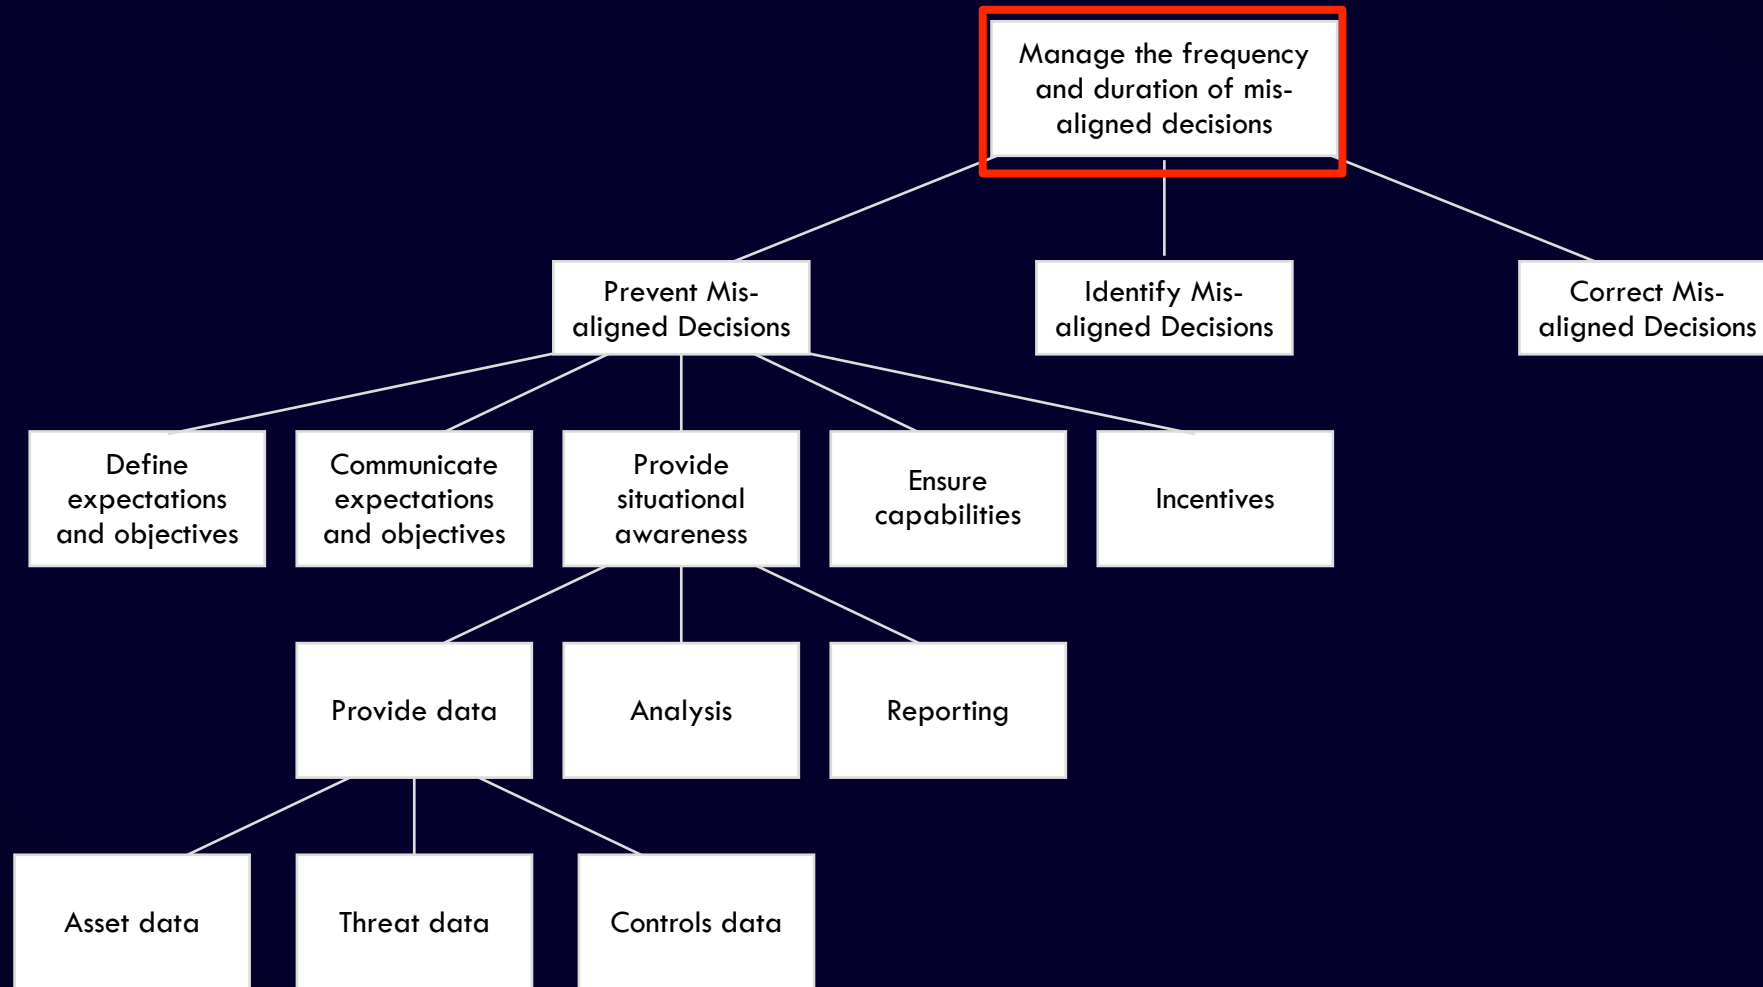 Manage the frequency
and duration of mis-
aligned decisions
Prevent Mis-
aligned Decisions
Identify Mis-
aligned Decisions
Correct Mis-
aligned Decisions
Define
expectations
and objectives
Communicate
expectations
and objectives
Provide
situational
awareness
Ensure
capabilities
Incentives
Provide data
Analysis
Reporting
Asset data
Threat data
Controls data